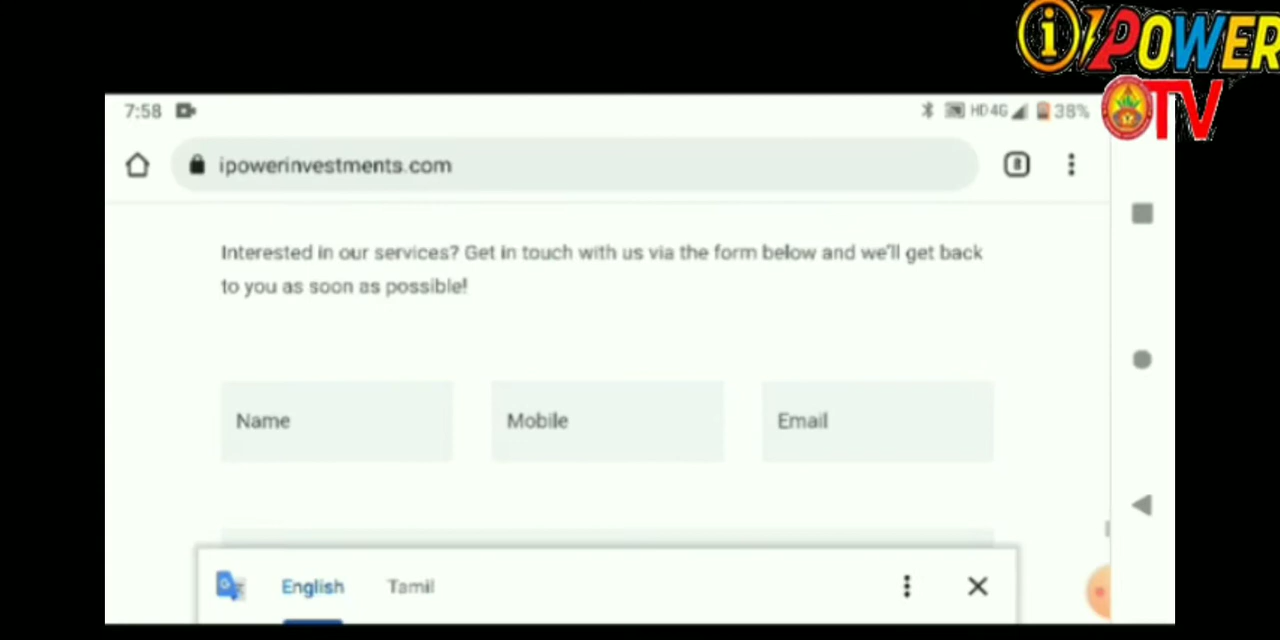 iPOWER
TV
7:58
HD 4G 38%
ipowerinvestments.com
8
Interested in our services? Get in touch with us via the form below and we'll get back
to you as soon as possible!
Name Mobile Email
English Tamil